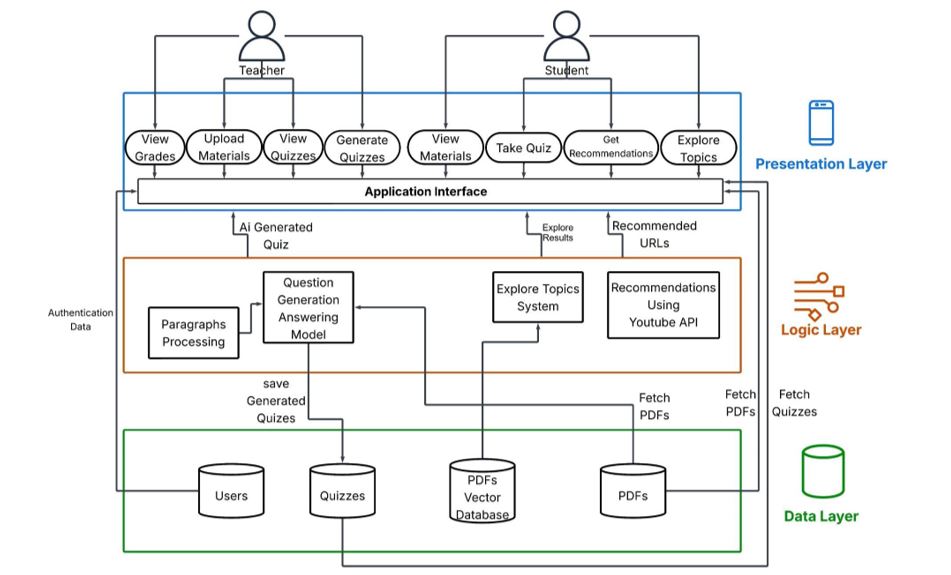 Teacher
Student
View
Grades
Upload
Materials
View
Quizzes
Generate
Quizzes
View
Materials
Take Quiz
Get
Recommendations
Explore
Topics
Presentation Layer
Application Interface
Ai Generated
Quiz
Explore
Results
Recommended
URLs
Authentication
Data
Paragraphs
Processing
Question
Generation
Answering
Model
Explore Topics
System
Recommendations
Using
Youtube API
Logic Layer
save
Generated
Quizes
Fetch
PDFs
Fetch
PDFs
Fetch
Quizzes
Users
Quizzes
PDFs
Vector
Database
PDFs
Data Layer